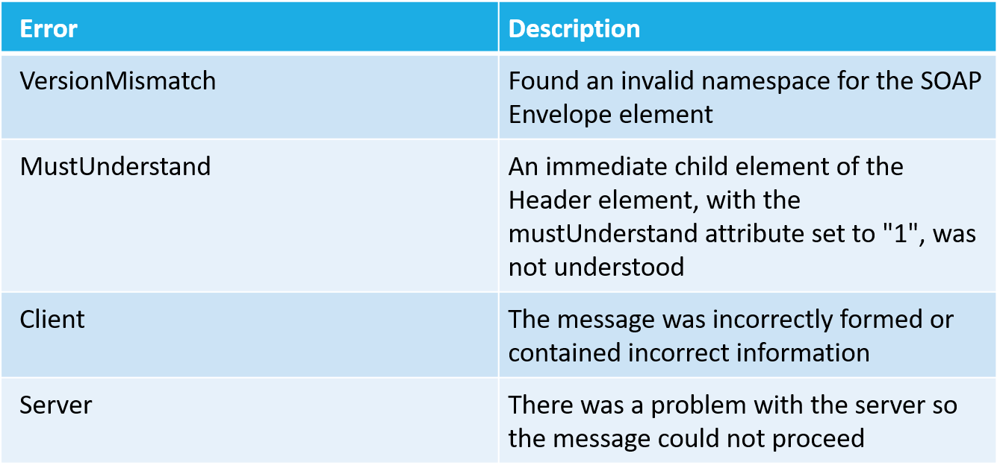 Error
Description
VersionMismatch
Found an invalid namespace for the SOAP
Envelope element
MustUnderstand
An immediate child element of the
Header element, with the
mustUnderstand attribute set to "1", was
not understood
Client
The message was incorrectly formed or
contained incorrect information
Server
There was a problem with the server so
the message could not proceed